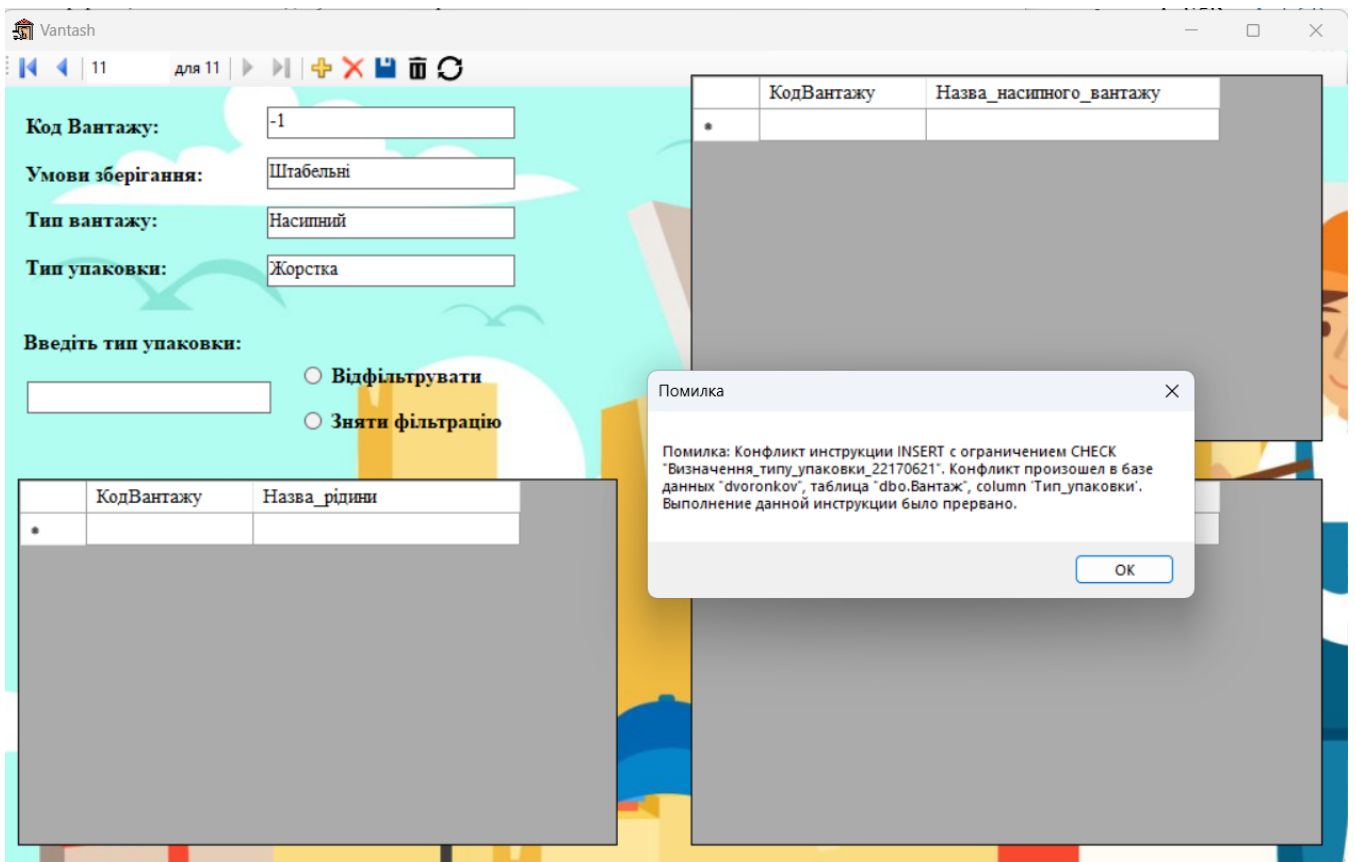 Vantash
11 для 11
Код Вантажу: -1
Умови зберігання: Штабельні
Тип вантажу: Насипний
Тип упаковки: Жорстка
Введіть тип упаковки:
Відфільтрувати
Зняти фільтрацію
КодВантажу Назва_насипного_вантажу
КодВантажу Назва_рідини
Помилка
Помилка: Конфликт инструкции INSERT с ограничением CHECK
"Визначення_типу_упаковки_22170621". Конфликт произошел в базе
данных "dvoronkov", таблица "dbo.Вантаж", column 'Тип_упаковки'.
Выполнение данной инструкции было прервано.
ОК